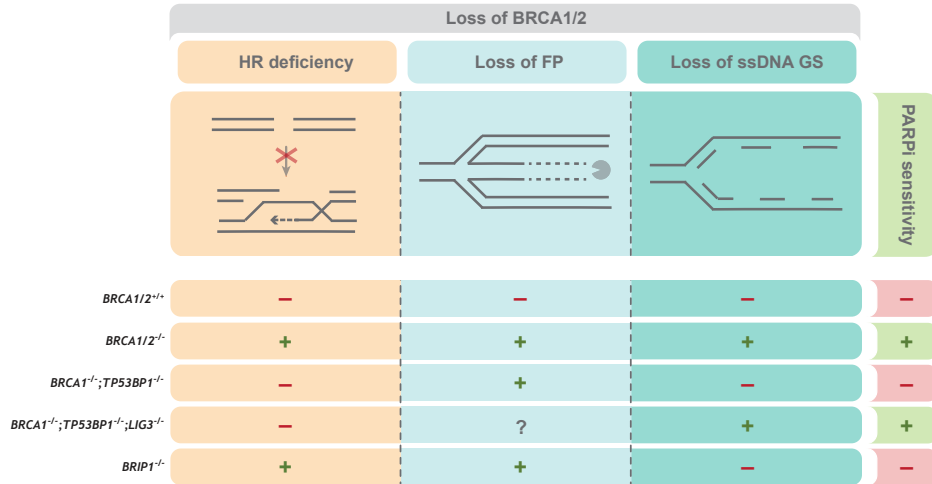 Loss of BRCA1/2
HR deficiency Loss of FP Loss of ssDNA GS
PARPi sensitivity
BRCA1/2+/+ − − − −
BRCA1/2-/- + + + +
BRCA1-/-;TP53BP1-/- − + − −
BRCA1-/-;TP53BP1-/-;LIG3-/- − ? + +
BRIP1-/- + + − −